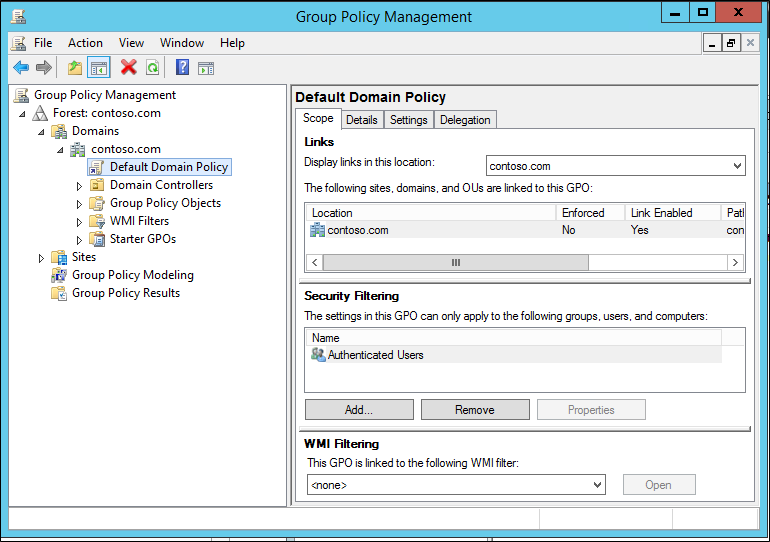 Group Policy Management
File Action View Window Help
Group Policy Management
Forest: contoso.com
Domains
contoso.com
Default Domain Policy
Domain Controllers
Group Policy Objects
WMI Filters
Starter GPOs
Sites
Group Policy Modeling
Group Policy Results
Default Domain Policy
Scope Details Settings Delegation
Links
Display links in this location: contoso.com
The following sites, domains, and OUs are linked to this GPO:
Location Enforced Link Enabled Patl
contoso.com No Yes con
Security Filtering
The settings in this GPO can only apply to the following groups, users, and computers:
Name
Authenticated Users
Add... Remove Properties
WMI Filtering
This GPO is linked to the following WMI filter:
<none> Open